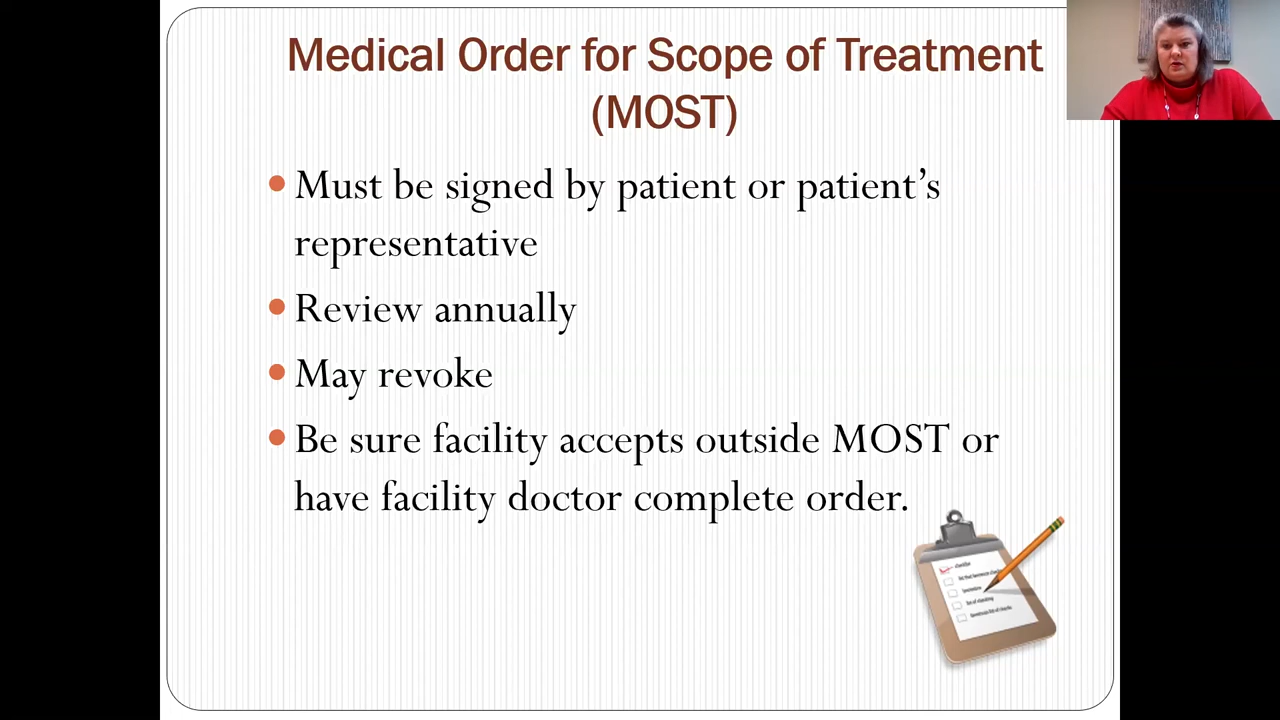 Medical Order for Scope of Treatment
(MOST)
Must be signed by patient or patient’s
representative
Review annually
May revoke
Be sure facility accepts outside MOST or
have facility doctor complete order.
checklist